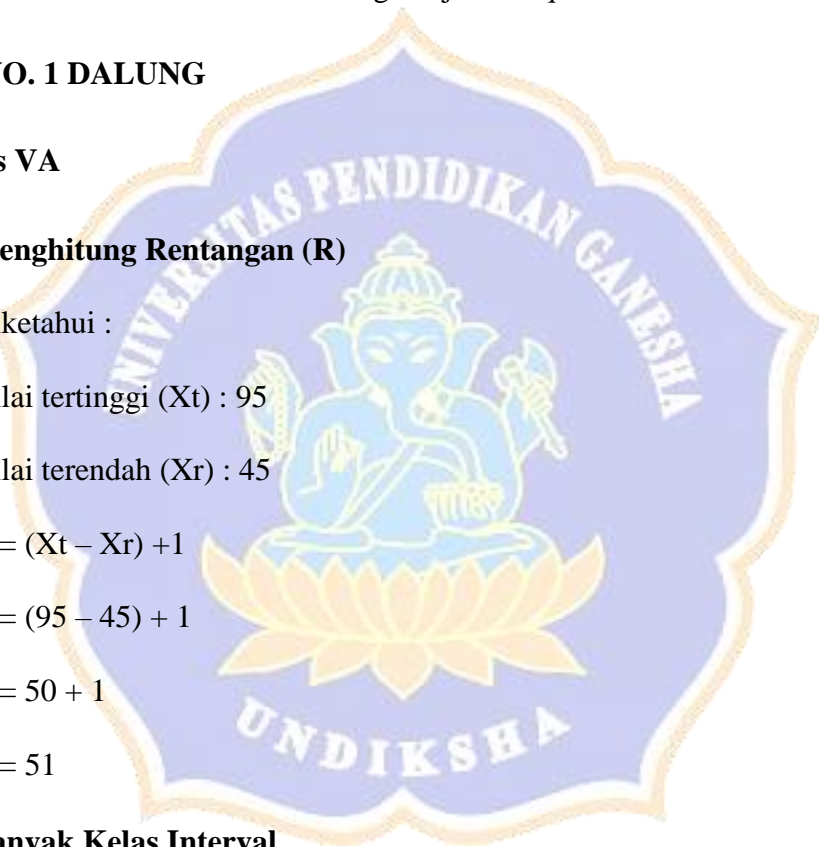 NO. 1 DALUNG
s VA
enghitung Rentangan (R)
ketahui :
lai tertinggi (Xt) : 95
lai terendah (Xr) : 45
= (Xt – Xr) +1
= (95 – 45) + 1
= 50 + 1
= 51
anyak Kelas Interval
UNIVERSITAS PENDIDIKAN GANESHA
UNDIKSHA